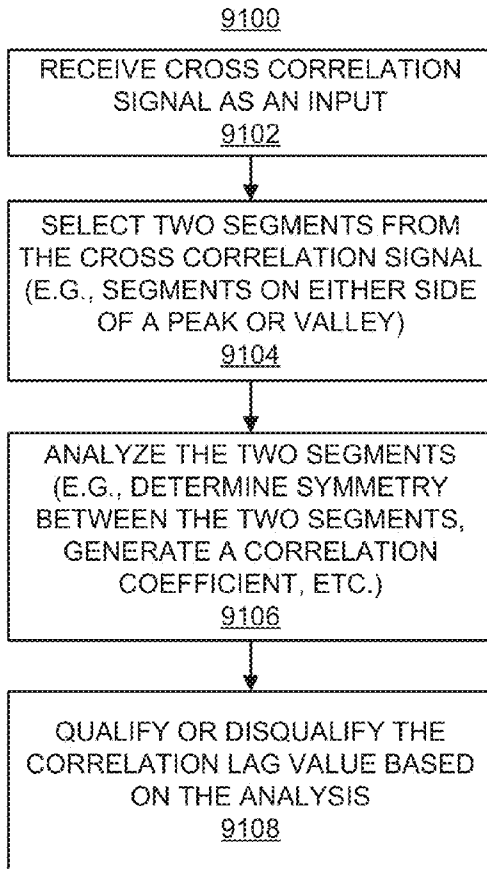 9100
RECEIVE CROSS CORRELATION
SIGNAL AS AN INPUT
9102
SELECT TWO SEGMENTS FROM
THE CROSS CORRELATION SIGNAL
(E.G., SEGMENTS ON EITHER SIDE
OF A PEAK OR VALLEY)
9104
ANALYZE THE TWO SEGMENTS
(E.G., DETERMINE SYMMETRY
BETWEEN THE TWO SEGMENTS,
GENERATE A CORRELATION
COEFFICIENT, ETC.)
9106
QUALIFY OR DISQUALIFY THE
CORRELATION LAG VALUE BASED
ON THE ANALYSIS
9108